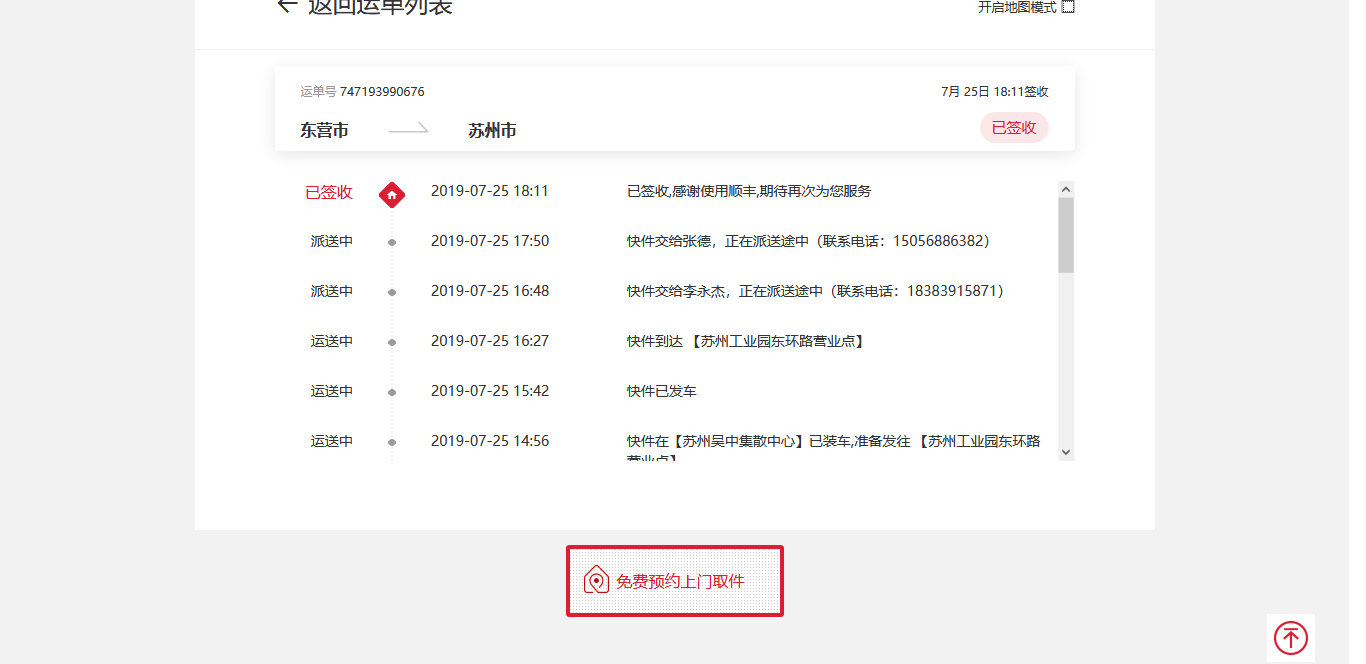 返回运单列表
开启地图模式
运单号 747193990676
7月 25日 18:11签收
东营市
苏州市
已签收
已签收 2019-07-25 18:11 已签收,感谢使用顺丰,期待再次为您服务
派送中 2019-07-25 17:50 快件交给张德，正在派送途中（联系电话：15056886382）
派送中 2019-07-25 16:48 快件交给李永杰，正在派送途中（联系电话：18383915871）
运送中 2019-07-25 16:27 快件到达 【苏州工业园东环路营业点】
运送中 2019-07-25 15:42 快件已发车
运送中 2019-07-25 14:56 快件在【苏州吴中集散中心】已装车,准备发往 【苏州工业园东环路
营业点】
免费预约上门取件